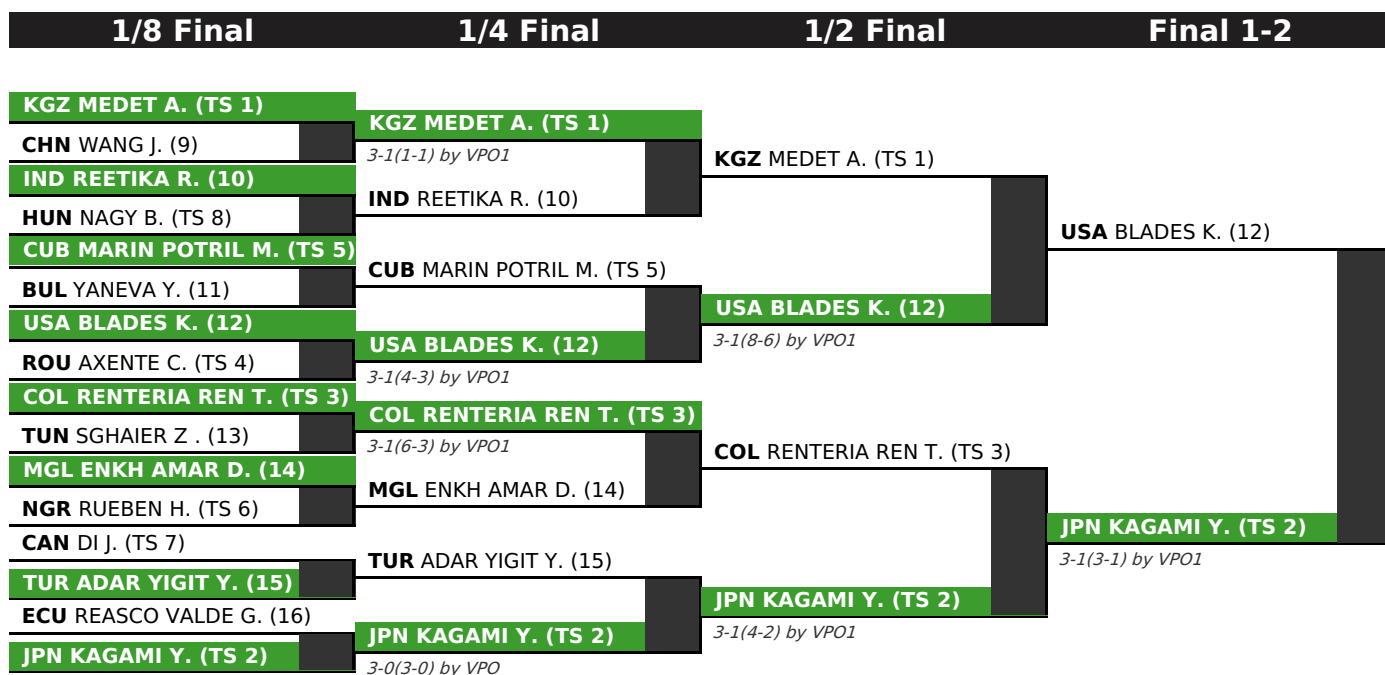 1/8 Final
1/4 Final
1/2 Final
Final 1-2
KGZ MEDET A. (TS 1)
CHN WANG J. (9)
IND REETIKA R. (10)
HUN NAGY B. (TS 8)
CUB MARIN POTRIL M. (TS 5)
BUL YANEVA Y. (11)
USA BLADES K. (12)
ROU AXENTE C. (TS 4)
COL RENTERIA REN T. (TS 3)
TUN SGHAIER Z . (13)
MGL ENKH AMAR D. (14)
NGR RUEBEN H. (TS 6)
CAN DI J. (TS 7)
TUR ADAR YIGIT Y. (15)
ECU REASCO VALDE G. (16)
JPN KAGAMI Y. (TS 2)
KGZ MEDET A. (TS 1)
3-1(1-1) by VPO1
IND REETIKA R. (10)
CUB MARIN POTRIL M. (TS 5)
USA BLADES K. (12)
3-1(4-3) by VPO1
COL RENTERIA REN T. (TS 3)
3-1(6-3) by VPO1
MGL ENKH AMAR D. (14)
TUR ADAR YIGIT Y. (15)
JPN KAGAMI Y. (TS 2)
3-0(3-0) by VPO
KGZ MEDET A. (TS 1)
USA BLADES K. (12)
3-1(8-6) by VPO1
COL RENTERIA REN T. (TS 3)
JPN KAGAMI Y. (TS 2)
3-1(4-2) by VPO1
USA BLADES K. (12)
JPN KAGAMI Y. (TS 2)
3-1(3-1) by VPO1